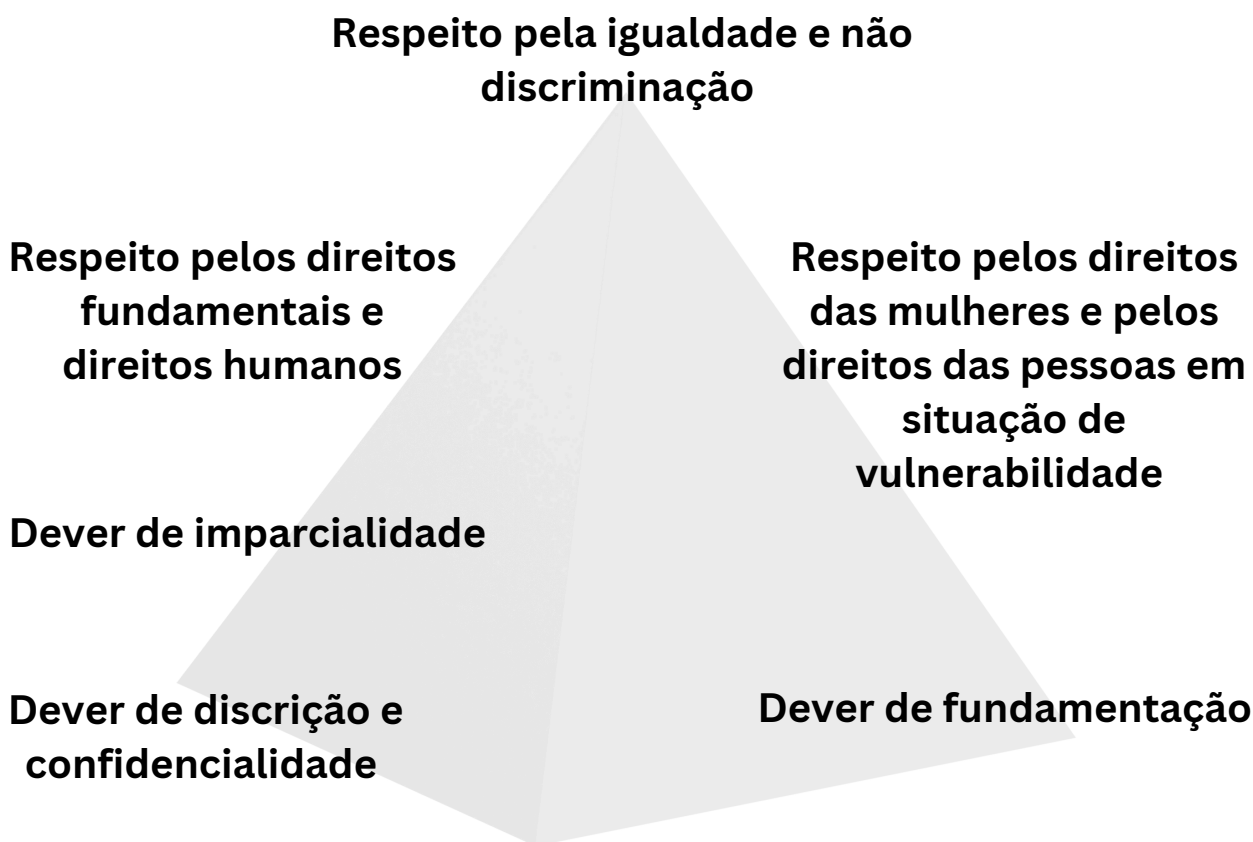 Respeito pela igualdade e não
discriminação
Respeito pelos direitos
fundamentais e
direitos humanos
Respeito pelos direitos
das mulheres e pelos
direitos das pessoas em
situação de
vulnerabilidade
Dever de imparcialidade
Dever de discrição e
confidencialidade
Dever de fundamentação